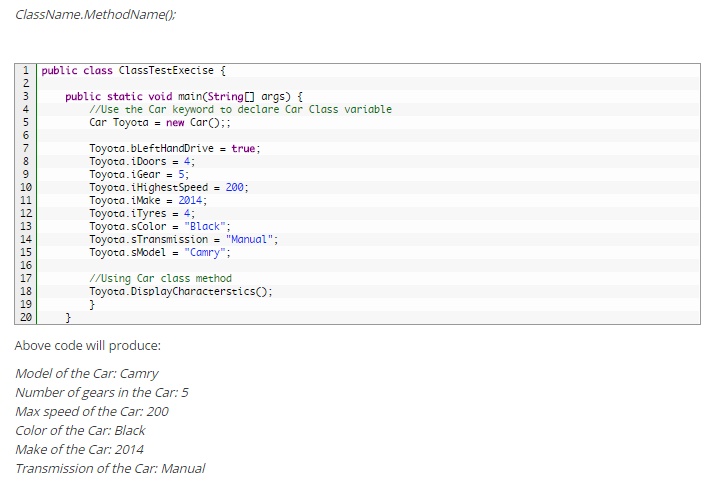 ClassName.MethodName();
1 public class ClassTestExecise {
2
3 public static void main(String[] args) {
4 //Use the Car keyword to declare Car Class variable
5 Car Toyota = new Car();;
6
7 Toyota.bLeftHandDrive = true;
8 Toyota.iDoors = 4;
9 Toyota.iGear = 5;
10 Toyota.iHighestSpeed = 200;
11 Toyota.iMake = 2014;
12 Toyota.iTyres = 4;
13 Toyota.sColor = "Black";
14 Toyota.sTransmission = "Manual";
15 Toyota.sModel = "Camry";
16
17 //Using Car class method
18 Toyota.DisplayCharacterstics();
19 }
20 }
Above code will produce:
Model of the Car: Camry
Number of gears in the Car: 5
Max speed of the Car: 200
Color of the Car: Black
Make of the Car: 2014
Transmission of the Car: Manual